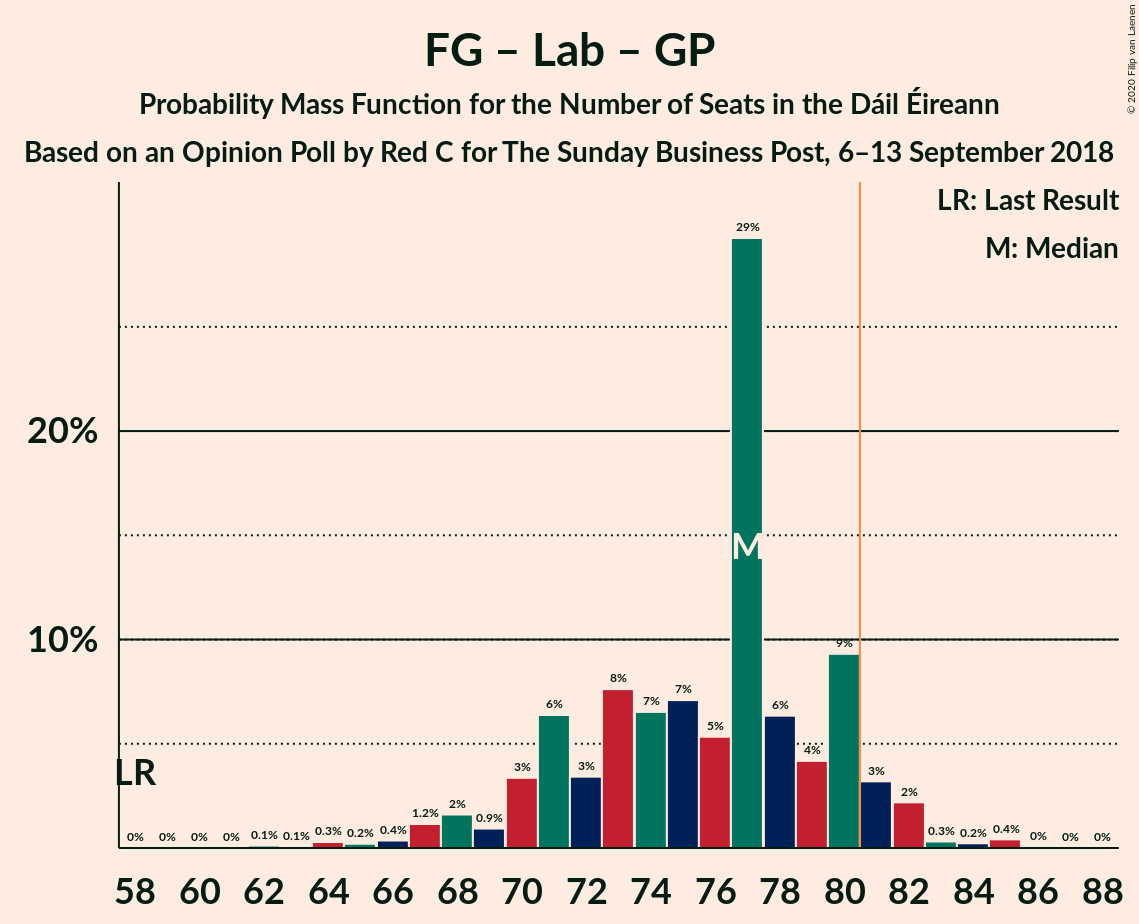 FG – Lab – GP
Probability Mass Function for the Number of Seats in the Dáil Éireann
Based on an Opinion Poll by Red C for The Sunday Business Post, 6–13 September 2018
© 2020 Filip van Laenen
LR: Last Result
M: Median
20%
10%
LR
M
0% 0% 0% 0% 0.1% 0.1% 0.3% 0.2% 0.4% 1.2% 2% 0.9% 3% 6% 3% 8% 7% 7% 5% 29% 6% 4% 9% 3% 2% 0.3% 0.2% 0.4% 0% 0% 0%
58 60 62 64 66 68 70 72 74 76 78 80 82 84 86 88